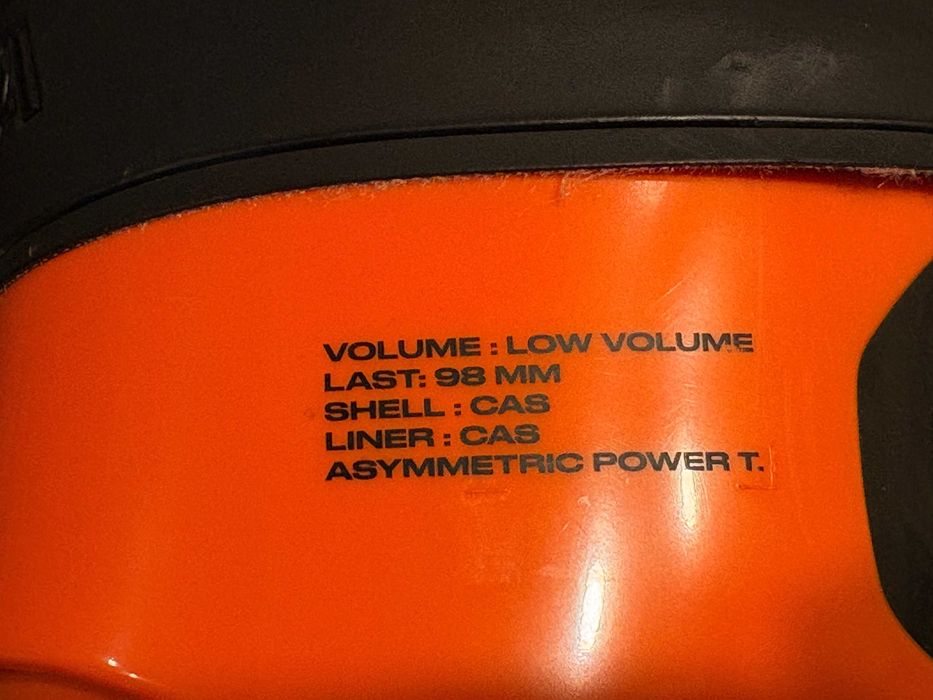 VOLUME : LOW VOLUME
LAST: 98 MM
SHELL : CAS
LINER : CAS
ASYMMETRIC POWER T.